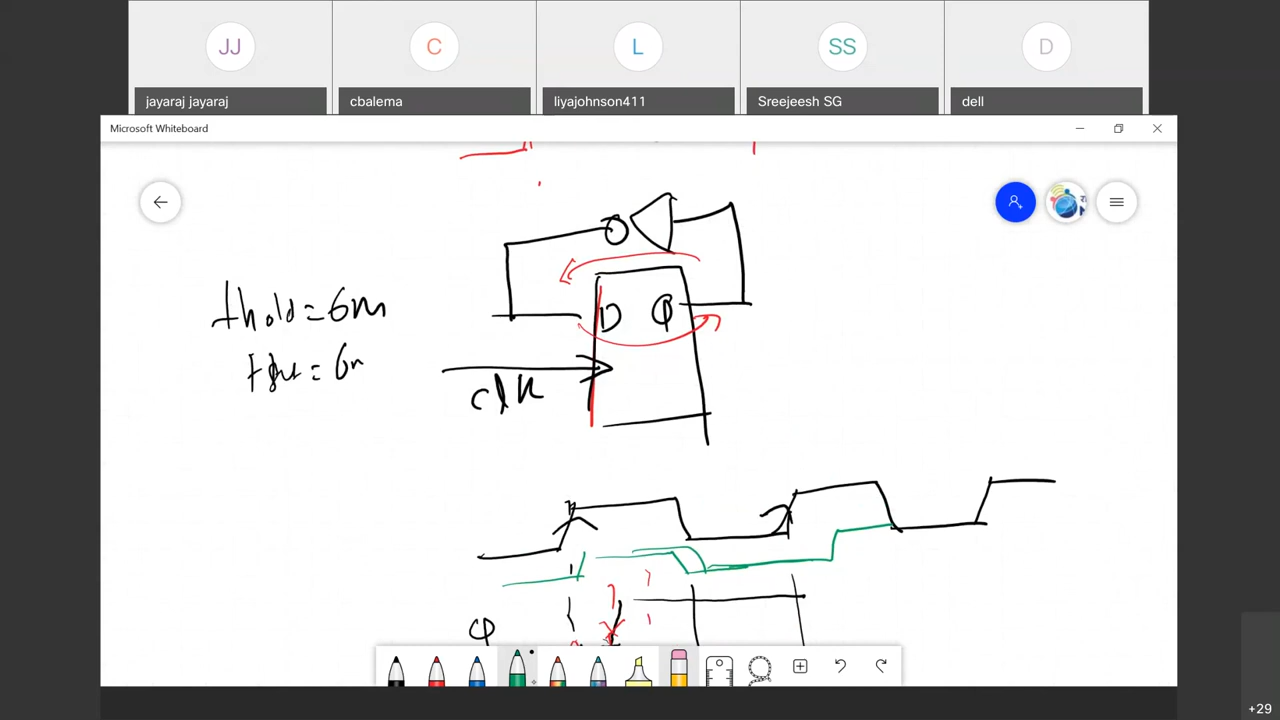 JJ
C
L
SS
D
jayaraj jayaraj
cbalema
liyajohnson411
Sreejeesh SG
dell
Microsoft Whiteboard
D Q
thold = 6n
clk
Q
+29